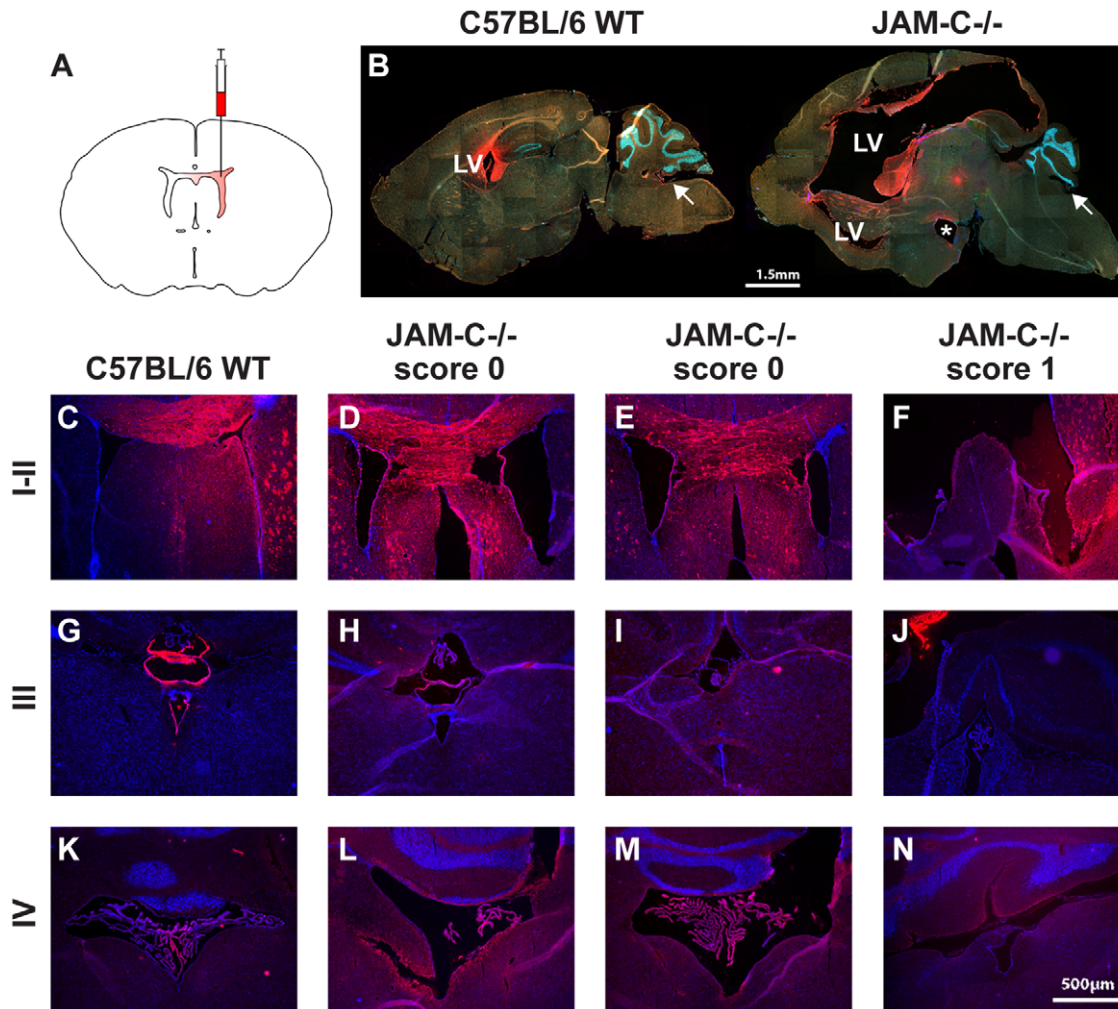 C57BL/6 WT
JAM-C-/-
A
B
LV
LV
LV
*
1.5mm
C57BL/6 WT
JAM-C-/-
score 0
JAM-C-/-
score 0
JAM-C-/-
score 1
I-II
C
D
E
F
III
G
H
I
J
IV
K
L
M
N
500μm